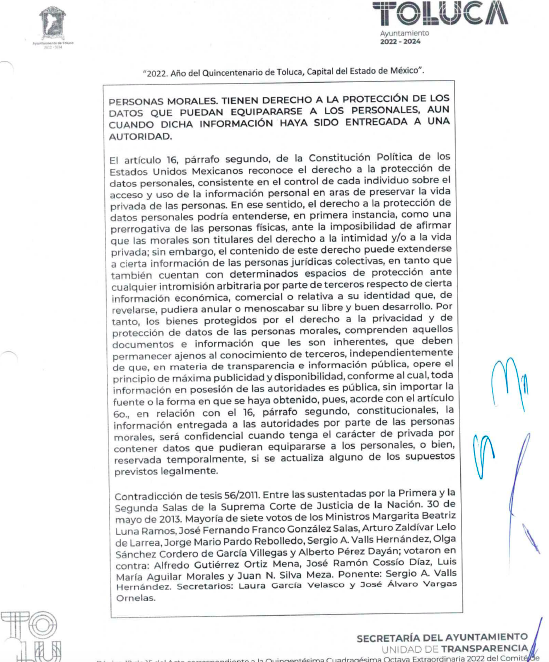 TOLUCA
Ayuntamiento
2022 - 2024
"2022. Año del Quincentenario de Toluca, Capital del Estado de México".
PERSONAS MORALES. TIENEN DERECHO A LA PROTECCIÓN DE LOS
DATOS QUE PUEDAN EQUIPARARSE A LOS PERSONALES, AUN
CUANDO DICHA INFORMACIÓN HAYA SIDO ENTREGADA A UNA
AUTORIDAD.
El artículo 16, párrafo segundo, de la Constitución Política de los
Estados Unidos Mexicanos reconoce el derecho a la protección de
datos personales, consistente en el control de cada individuo sobre el
acceso y uso de la información personal en aras de preservar la vida
privada de las personas. En ese sentido, el derecho a la protección de
datos personales podría entenderse, en primera instancia, como una
prerrogativa de las personas físicas, ante la imposibilidad de afirmar
que las morales son titulares del derecho a la intimidad y/o a la vida
privada; sin embargo, el contenido de este derecho puede extenderse
a cierta información de las personas jurídicas colectivas, en tanto que
también cuentan con determinados espacios de protección ante
cualquier intromisión arbitraria por parte de terceros respecto de cierta
información económica, comercial o relativa a su identidad que, de
revelarse, pudiera anular o menoscabar su libre y buen desarrollo. Por
tanto, los bienes protegidos por el derecho a la privacidad y de
protección de datos de las personas morales, comprenden aquellos
documentos e información que les son inherentes, que deben
permanecer ajenos al conocimiento de terceros, independientemente
de que, en materia de transparencia e información pública, opere el
principio de máxima publicidad y disponibilidad, conforme al cual, toda
información en posesión de las autoridades es pública, sin importar la
fuente o la forma en que se haya obtenido, pues, acorde con el artículo
6o., en relación con el 16, párrafo segundo, constitucionales, la
información entregada a las autoridades por parte de las personas
morales, será confidencial cuando tenga el carácter de privada por
contener datos que pudieran equipararse a los personales, o bien,
reservada temporalmente, si se actualiza alguno de los supuestos
previstos legalmente.
Contradicción de tesis 56/2011. Entre las sustentadas por la Primera y la
Segunda Salas de la Suprema Corte de Justicia de la Nación. 30 de
mayo de 2013. Mayoría de siete votos de los Ministros Margarita Beatriz
Luna Ramos, José Fernando Franco González Salas, Arturo Zaldívar Lelo
de Larrea, Jorge Mario Pardo Rebolledo, Sergio A. Valls Hernández, Olga
Sánchez Cordero de García Villegas y Alberto Pérez Dayán; votaron en
contra: Alfredo Gutiérrez Ortiz Mena, José Ramón Cossío Díaz, Luis
María Aguilar Morales y Juan N. Silva Meza. Ponente: Sergio A. Valls
Hernández. Secretarios: Laura García Velasco y José Álvaro Vargas
Ornelas.
SECRETARÍA DEL AYUNTAMIENTO
UNIDAD DE TRANSPARENCIA